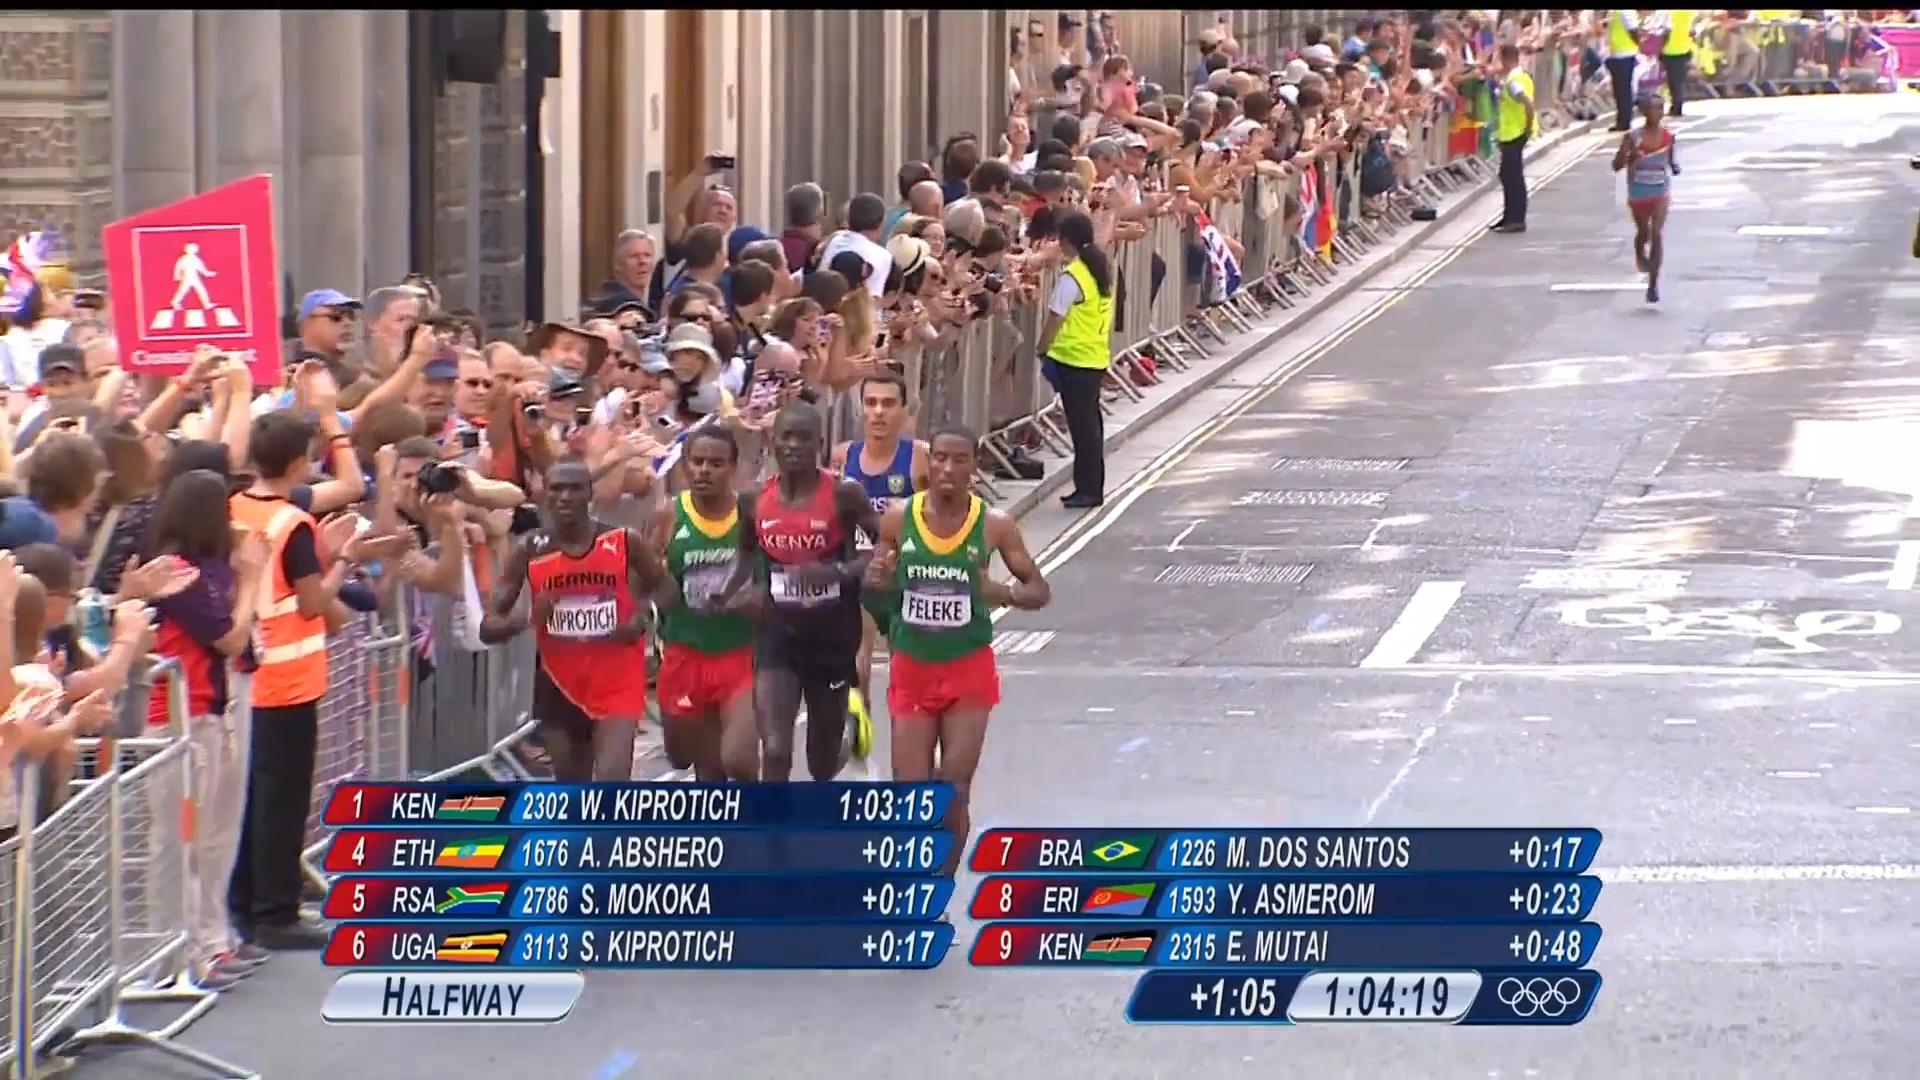 Crossing Point
UGANDA
KIPROTICH
ETHIOPIA
KENYA
ETHIOPIA
FELEKE
1 KEN 2302 W. KIPROTICH 1:03:15
4 ETH 1676 A. ABSHERO +0:16
5 RSA 2786 S. MOKOKA +0:17
6 UGA 3113 S. KIPROTICH +0:17
7 BRA 1226 M. DOS SANTOS +0:17
8 ERI 1593 Y. ASMEROM +0:23
9 KEN 2315 E. MUTAI +0:48
HALFWAY
+1:05 1:04:19